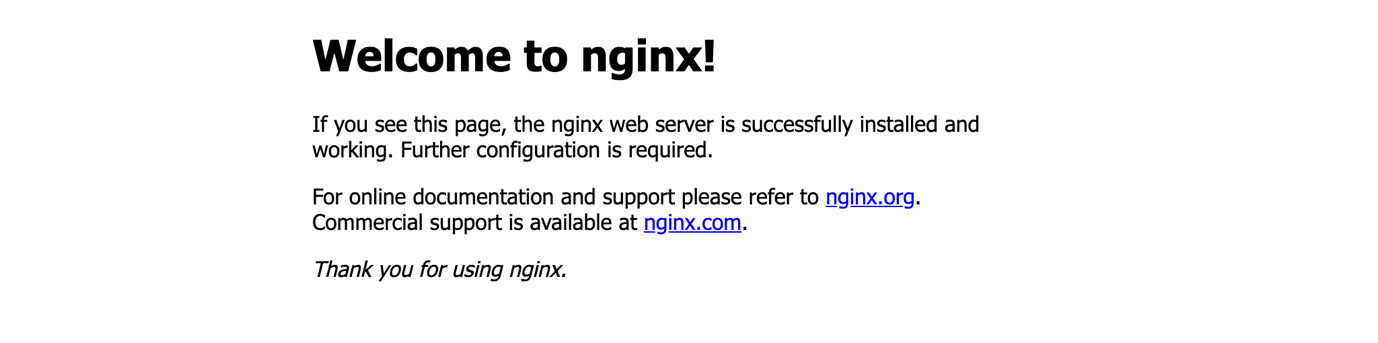 Welcome to nginx!
If you see this page, the nginx web server is successfully installed and
working. Further configuration is required.
For online documentation and support please refer to nginx.org.
Commercial support is available at nginx.com.
Thank you for using nginx.